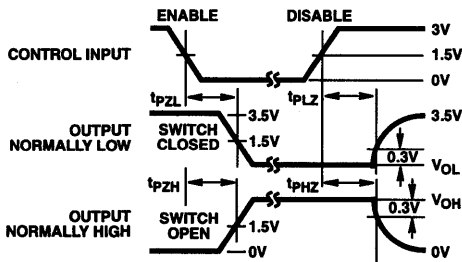 ENABLE DISABLE
3V
CONTROL INPUT 1.5V
0V
tPZL tPLZ
3.5V 3.5V
OUTPUT
NORMALLY LOW
SWITCH
CLOSED
1.5V
0.3V
VOL
tPZH tPHZ
VOH
0.3V
OUTPUT
NORMALLY HIGH
SWITCH
OPEN
1.5V
0V 0V